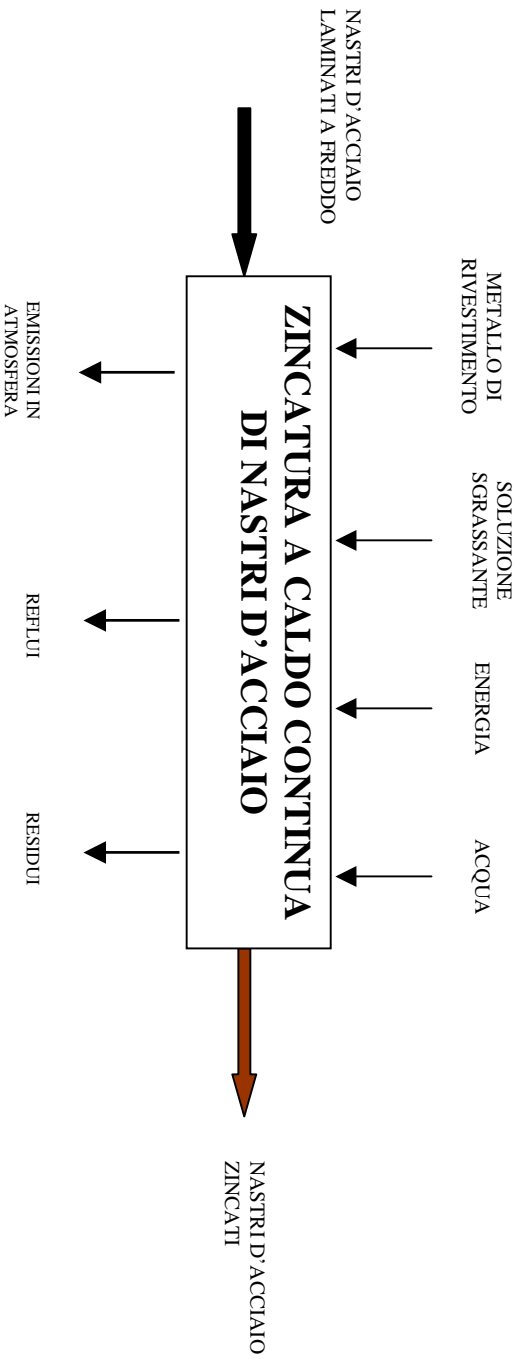 NASTRI D'ACCIAIO
LAMINATI A FREDDO
METALLO DI
RIVESTIMENTO
SOLUZIONE
SGRASSANTE
ENERGIA
ACQUA
ZINCATURA A CALDO CONTINUA
DI NASTRI D'ACCIAIO
EMISSIONI IN
ATMOSFERA
REFLUI
RESIDUI
NASTRI D'ACCIAIO
ZINCATI